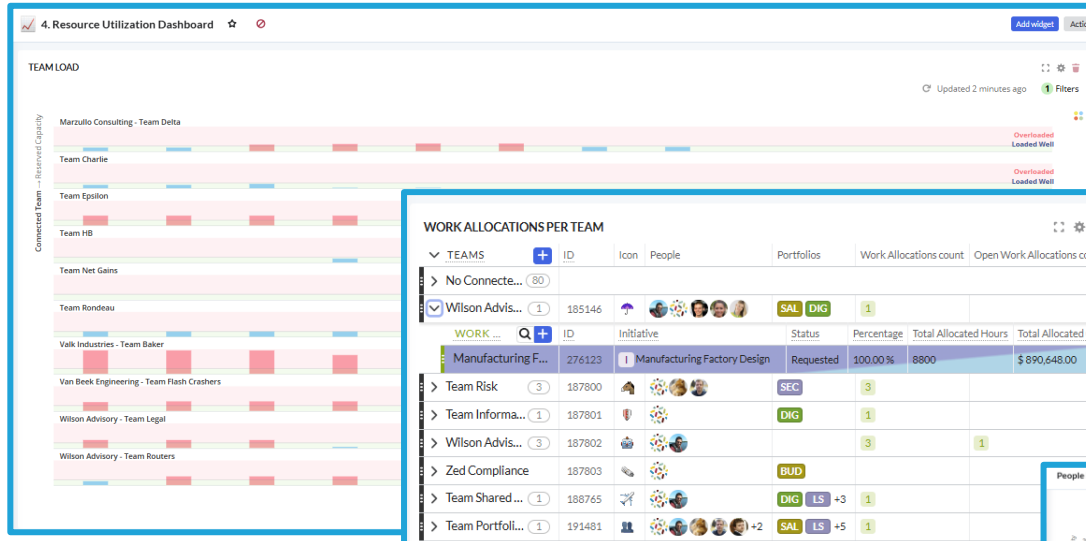 4. Resource Utilization Dashboard
Add widget
TEAM LOAD
Updated 2 minutes ago
1 Filters
Connected Team → Reserved Capacity
Marzullo Consulting - Team Delta
Overloaded
Loaded Well
Team Charlie
Overloaded
Loaded Well
Team Epsilon
Team HB
Team Net Gains
Team Rondeau
Valk Industries - Team Baker
Van Beek Engineering - Team Flash Crashers
Wilson Advisory - Team Legal
Wilson Advisory - Team Routers
WORK ALLOCATIONS PER TEAM
TEAMS + ID Icon People Portfolios Work Allocations count Open Work Allocations
No Connecte... 80
Wilson Advis... 1 185146 SAL DIG 1
WORK ... + ID Initiative Status Percentage Total Allocated Hours Total Allocated
Manufacturing F... 276123 I Manufacturing Factory Design Requested 100.00 % 8800 $ 890,648.00
Team Risk 3 187800 SEC 3
Team Informa... 1 187801 DIG 1
Wilson Advis... 3 187802 3 1
Zed Compliance 187803 BUD
Team Shared ... 1 188765 DIG LS +3 1
Team Portfoli... 1 191481 +2 SAL LS +5 1
People